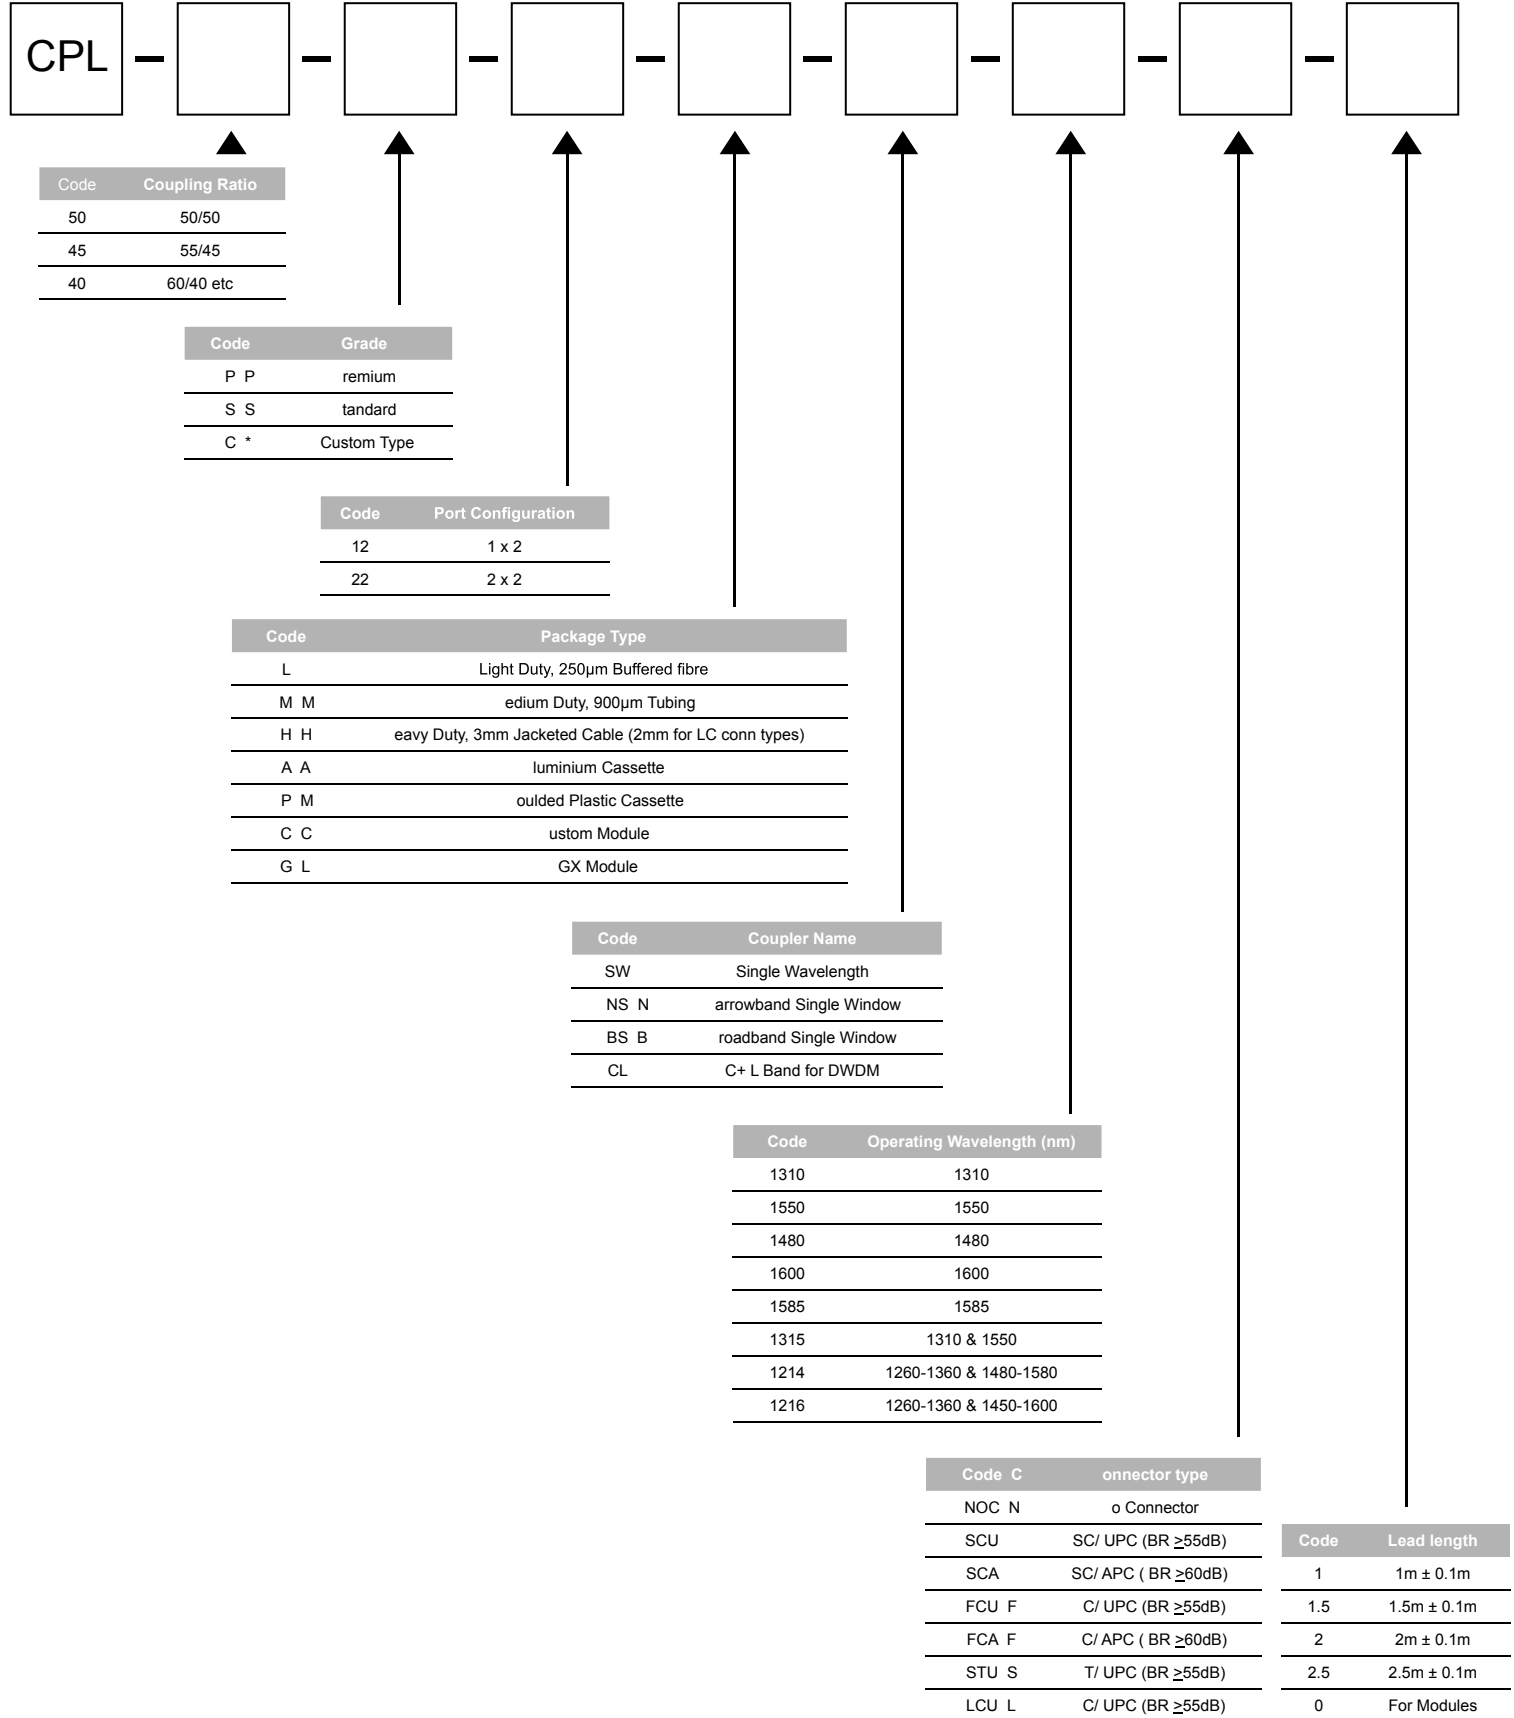 CPL
Code Coupling Ratio
50 50/50
45 55/45
40 60/40 etc
Code Grade
P P remium
S S tandard
C * Custom Type
Code Port Configuration
12 1 x 2
22 2 x 2
Code Package Type
L Light Duty, 250µm Buffered fibre
M M edium Duty, 900µm Tubing
H H eavy Duty, 3mm Jacketed Cable (2mm for LC conn types)
A A luminium Cassette
P M oulded Plastic Cassette
C C ustom Module
G L GX Module
Code Coupler Name
SW Single Wavelength
NS N arrowband Single Window
BS B roadband Single Window
CL C+ L Band for DWDM
Code Operating Wavelength (nm)
1310 1310
1550 1550
1480 1480
1600 1600
1585 1585
1315 1310 & 1550
1214 1260-1360 & 1480-1580
1216 1260-1360 & 1450-1600
Code C onnector type
NOC N o Connector
SCU SC/ UPC (BR ≥55dB)
SCA SC/ APC ( BR ≥60dB)
FCU F C/ UPC (BR ≥55dB)
FCA F C/ APC ( BR ≥60dB)
STU S T/ UPC (BR ≥55dB)
LCU L C/ UPC (BR ≥55dB)
Code Lead length
1 1m ± 0.1m
1.5 1.5m ± 0.1m
2 2m ± 0.1m
2.5 2.5m ± 0.1m
0 For Modules